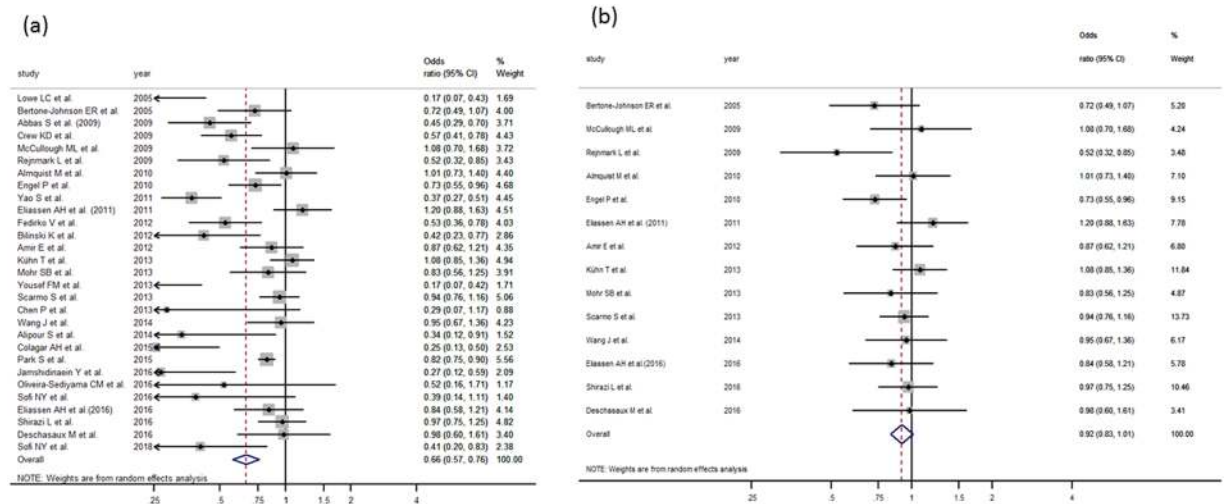 (a)
Odds %
study year ratio (95% CI) Weight
Lowe LC et al. 2005 0.17 (0.07, 0.43) 1.69
Bertone-Johnson ER et al. 2005 0.72 (0.49, 1.07) 4.00
Abbas S et al. (2009) 2009 0.45 (0.29, 0.70) 3.71
Crew KD et al. 2009 0.57 (0.41, 0.78) 4.43
McCullough ML et al. 2009 1.08 (0.70, 1.68) 3.72
Rejnmark L et al. 2009 0.52 (0.32, 0.85) 3.43
Almquist M et al. 2010 1.01 (0.73, 1.40) 4.40
Engel P et al. 2010 0.73 (0.55, 0.96) 4.68
Yao S et al. 2011 0.37 (0.27, 0.51) 4.45
Eliassen AH et al. (2011) 2011 1.20 (0.88, 1.63) 4.51
Fedirko V et al. 2012 0.53 (0.36, 0.78) 4.03
Bilinski K et al. 2012 0.42 (0.23, 0.77) 2.86
Amir E et al. 2012 0.87 (0.62, 1.21) 4.35
Kühn T et al. 2013 1.08 (0.85, 1.36) 4.94
Mohr SB et al. 2013 0.83 (0.56, 1.25) 3.91
Yousef FM et al. 2013 0.17 (0.07, 0.42) 1.71
Scarmo S et al. 2013 0.94 (0.76, 1.16) 5.06
Chen P et al. 2013 0.29 (0.07, 1.17) 0.88
Wang J et al. 2014 0.95 (0.67, 1.36) 4.23
Alipour S et al. 2014 0.34 (0.12, 0.91) 1.52
Colagar AH et al. 2015 0.25 (0.13, 0.50) 2.53
Park S et al. 2015 0.82 (0.75, 0.90) 5.56
Jamshidinaein Y et al. 2016 0.27 (0.12, 0.59) 2.09
Oliveira-Sediyama CM et al. 2016 0.52 (0.16, 1.71) 1.17
Sofi NY et al. 2016 0.39 (0.14, 1.11) 1.40
Eliassen AH et al (2016) 2016 0.84 (0.58, 1.21) 4.14
Shirazi L et al. 2016 0.97 (0.75, 1.25) 4.82
Deschasaux M et al. 2016 0.98 (0.60, 1.61) 3.40
Sofi NY et al. 2018 0.41 (0.20, 0.83) 2.38
Overall 0.66 (0.57, 0.76) 100.00
NOTE: Weights are from random effects analysis
.25 .5 .75 1 1.5 2 4
(b)
Odds %
study year ratio (95% CI) Weight
Bertone-Johnson ER et al. 2005 0.72 (0.49, 1.07) 5.20
McCullough ML et al. 2009 1.08 (0.70, 1.68) 4.24
Rejnmark L et al. 2009 0.52 (0.32, 0.85) 3.48
Almquist M et al. 2010 1.01 (0.73, 1.40) 7.10
Engel P et al. 2010 0.73 (0.55, 0.96) 9.15
Eliassen AH et al. (2011) 2011 1.20 (0.88, 1.63) 7.78
Amir E et al. 2012 0.87 (0.62, 1.21) 6.80
Kühn T et al. 2013 1.08 (0.85, 1.36) 11.84
Mohr SB et al. 2013 0.83 (0.56, 1.25) 4.87
Scarmo S et al. 2013 0.94 (0.76, 1.16) 13.73
Wang J et al. 2014 0.95 (0.67, 1.36) 6.17
Eliassen AH et al.(2016) 2016 0.84 (0.58, 1.21) 5.78
Shirazi L et al. 2016 0.97 (0.75, 1.25) 10.46
Deschasaux M et al. 2016 0.98 (0.60, 1.61) 3.41
Overall 0.92 (0.83, 1.01) 100.00
NOTE: Weights are from random effects analysis
.25 .5 .75 1 1.5 2 4